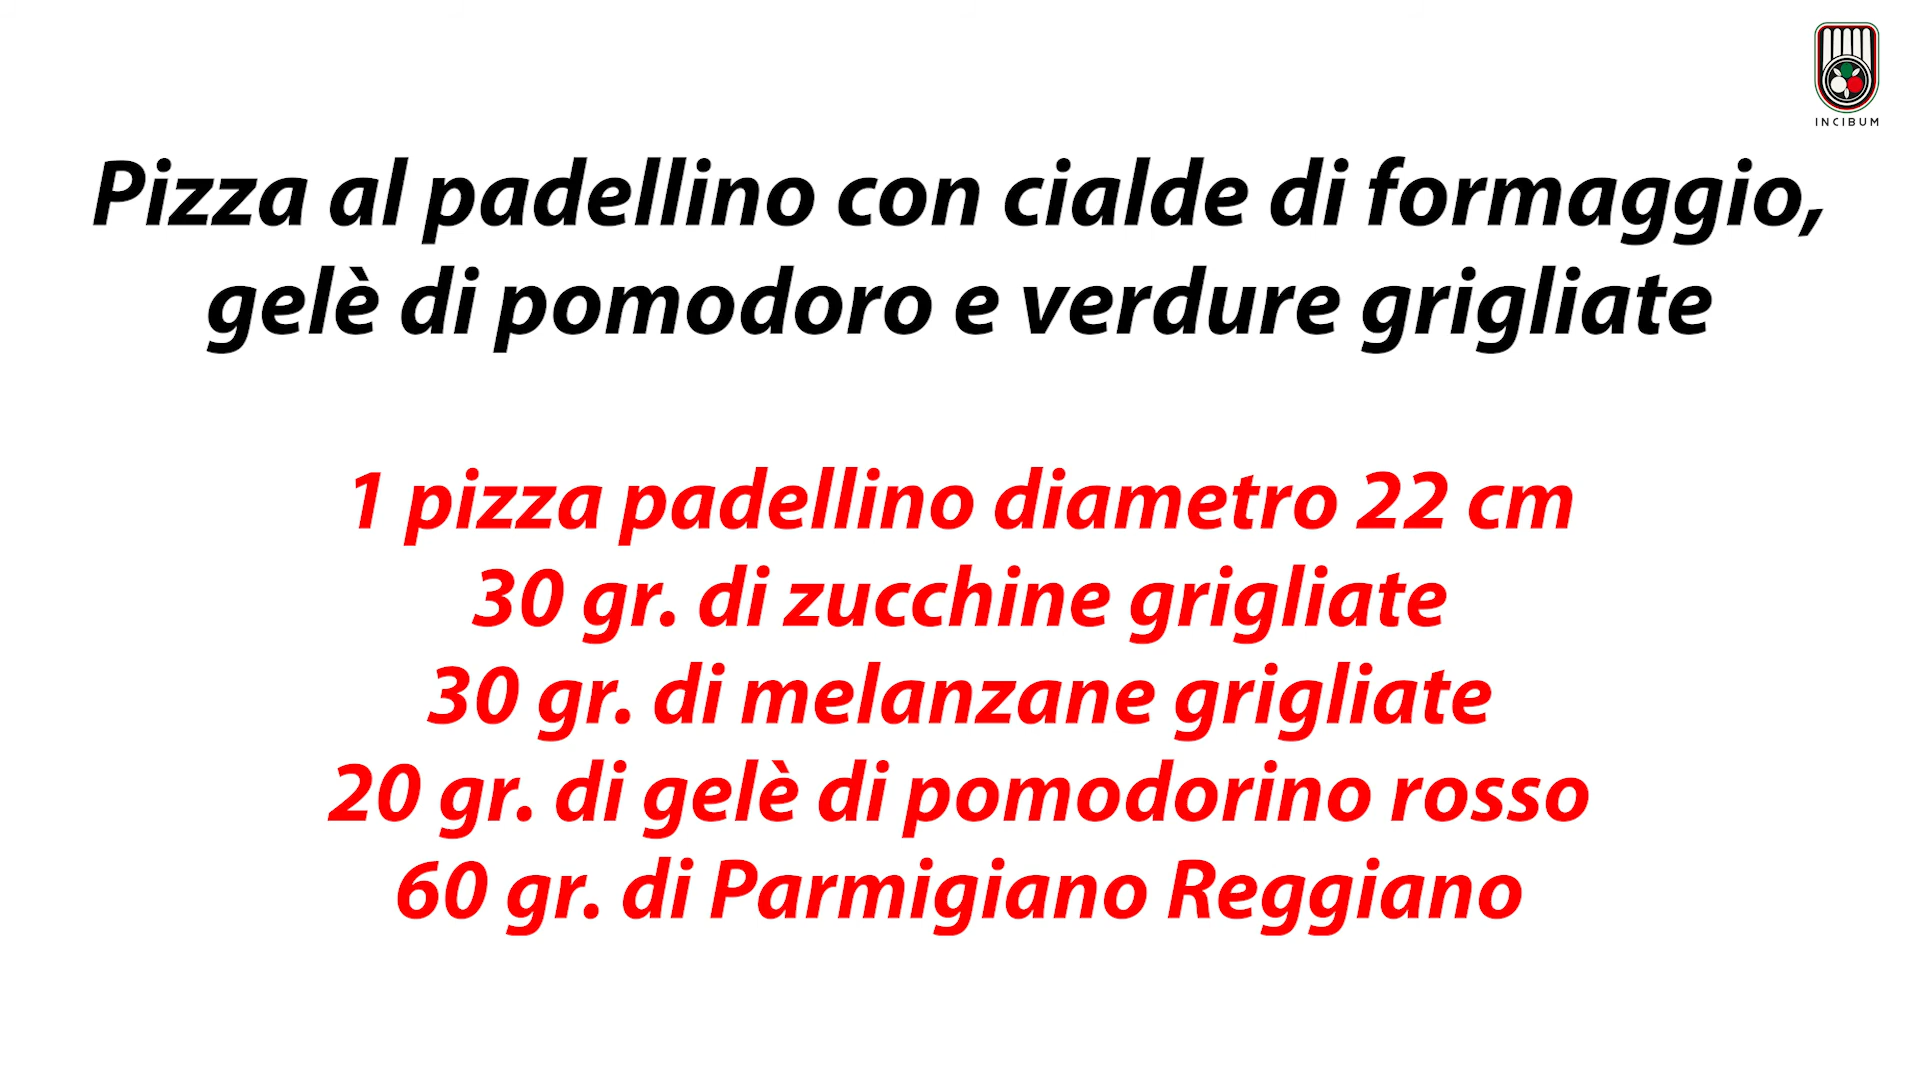 INCIBUM
Pizza al padellino con cialde di formaggio,
gelè di pomodoro e verdure grigliate
1 pizza padellino diametro 22 cm
30 gr. di zucchine grigliate
30 gr. di melanzane grigliate
20 gr. di gelè di pomodorino rosso
60 gr. di Parmigiano Reggiano